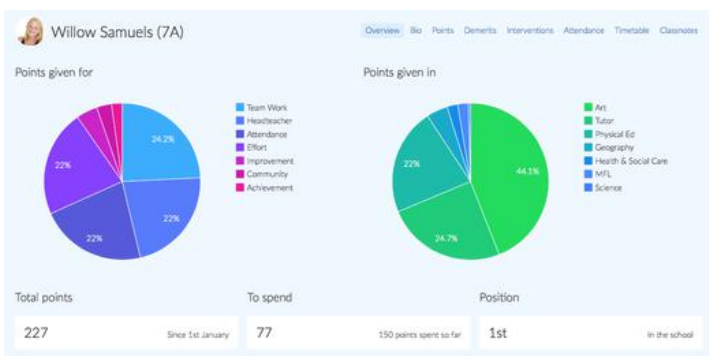 Willow Samuels (7A)
Overview Bio Points Demerits Interventions Attendance Timetable Classnotes
Points given for
24.2%
22%
22%
22%
Team Work
Headteacher
Attendance
Effort
Improvement
Community
Achievement
Points given in
44.1%
22%
24.7%
Art
Tutor
Physical Ed
Geography
Health & Social Care
MFL
Science
Total points
227 Since 1st January
To spend
77 150 points spent so far
Position
1st In the school